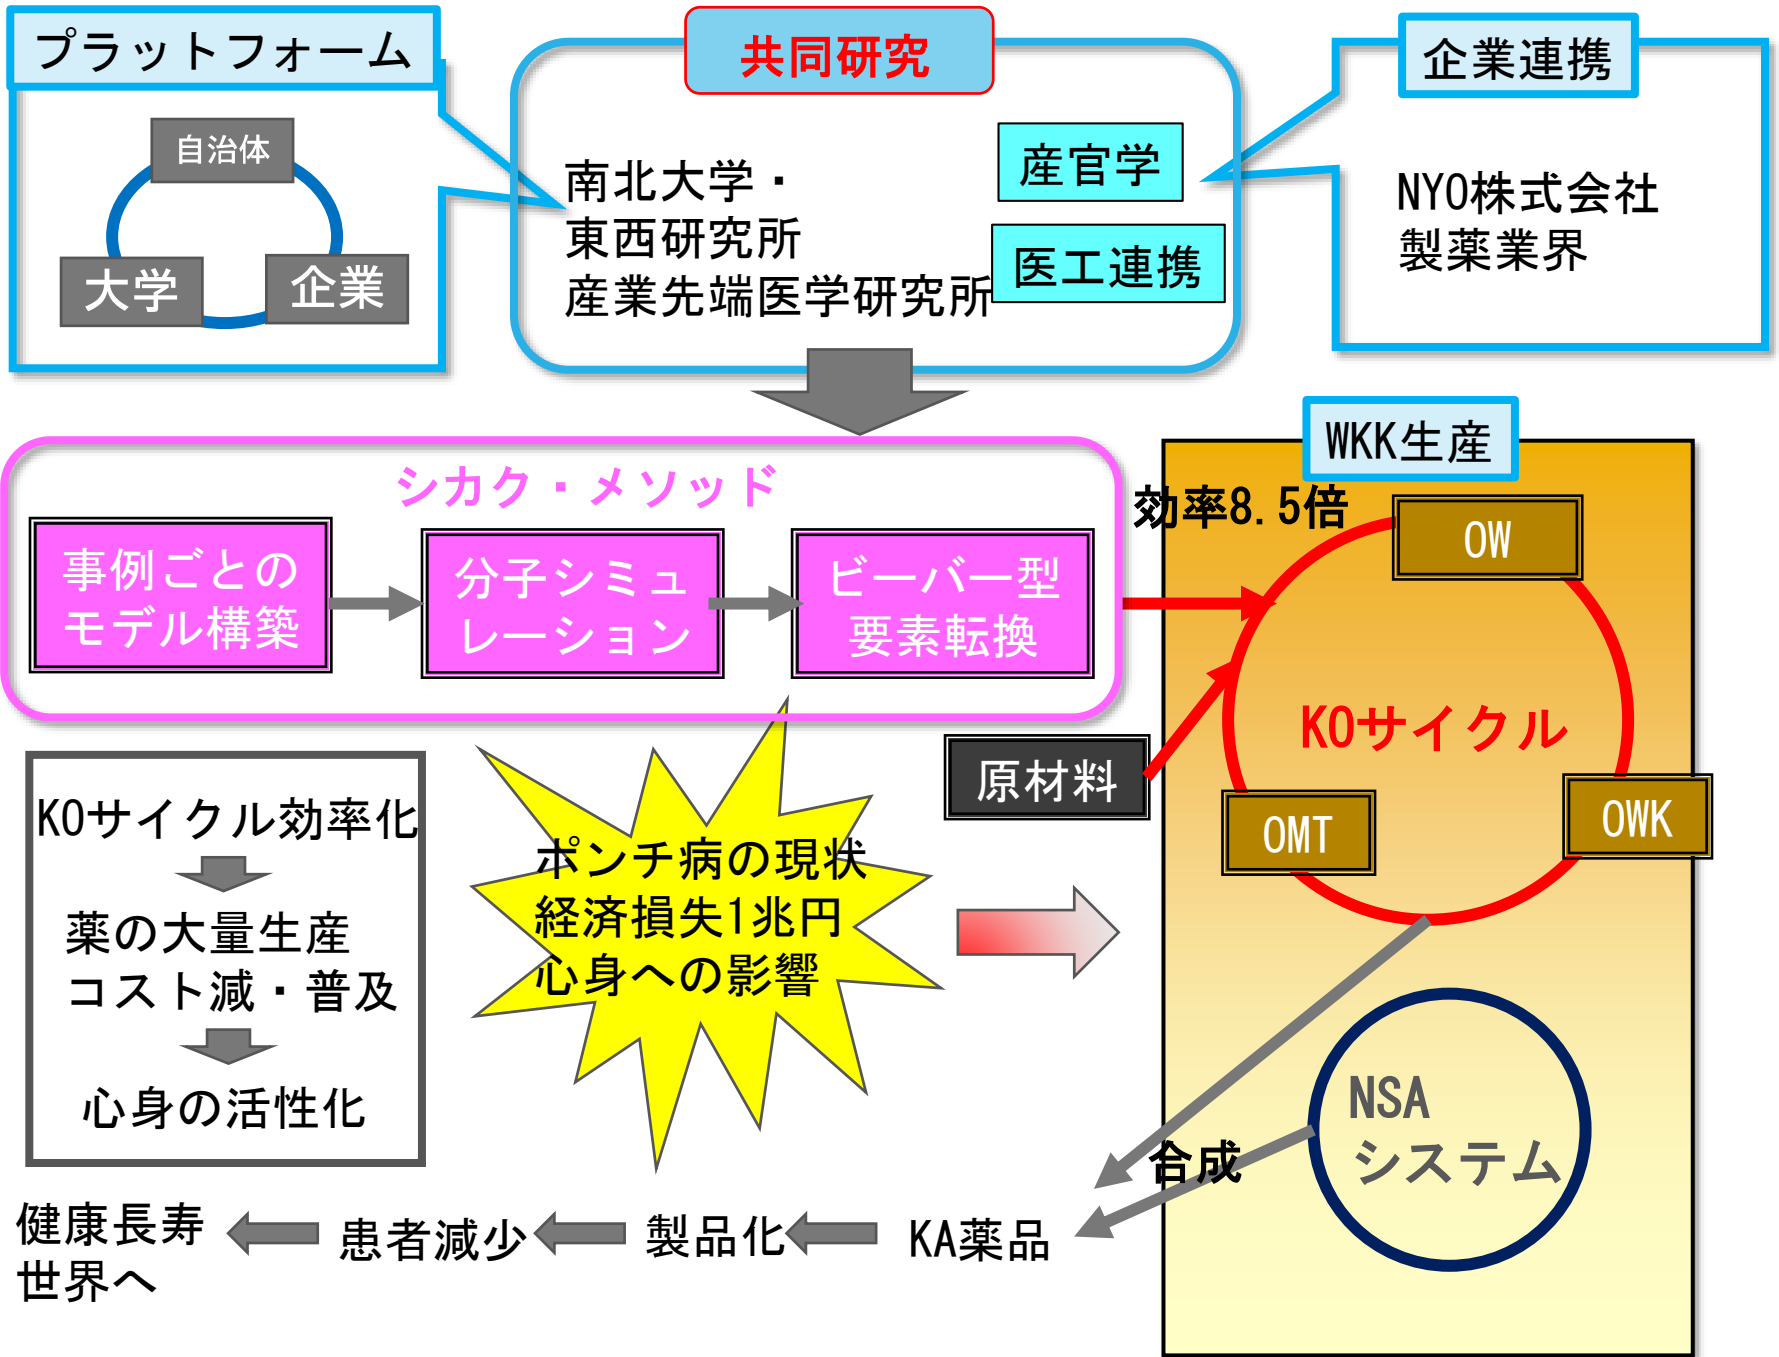 プラットフォーム
自治体
大学
企業
共同研究
南北大学・
東西研究所
産業先端医学研究所
産官学
医工連携
企業連携
NYO株式会社
製薬業界
シカク・メソッド
事例ごとの
モデル構築
分子シミュ
レーション
ビーバー型
要素転換
効率8.5倍
WKK生産
OW
KOサイクル
OMT
OWK
原材料
KOサイクル効率化
薬の大量生産
コスト減・普及
心身の活性化
ポンチ病の現状
経済損失1兆円
心身への影響
NSA
システム
合成
KA薬品
製品化
患者減少
健康長寿
世界へ